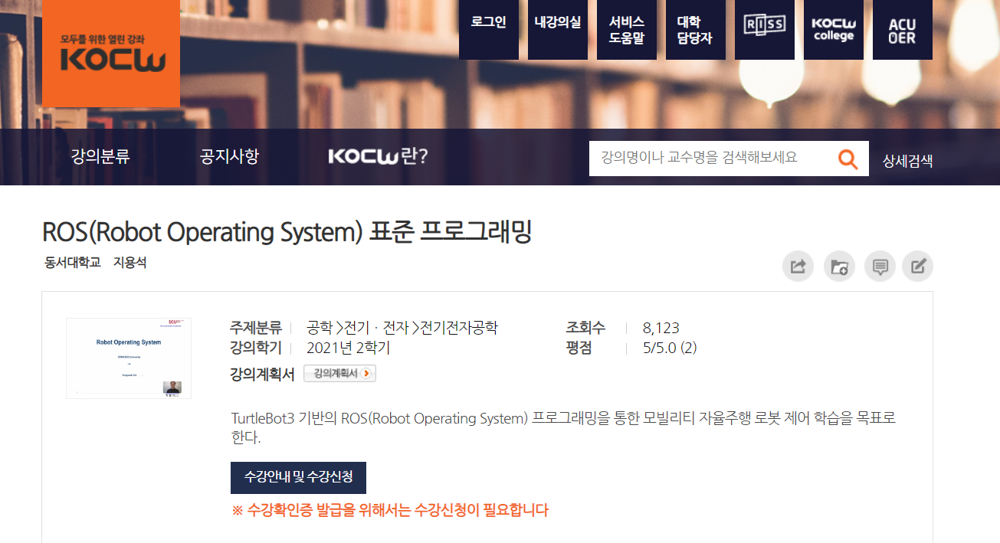 모두를 위한 열린 강좌
KOCW
로그인
내강의실
서비스
도움말
대학
담당자
RISS
KOCW
college
ACU
OER
강의분류
공지사항
KOCW란?
강의명이나 교수명을 검색해보세요
상세검색
ROS(Robot Operating System) 표준 프로그래밍
동서대학교 지용석
Robot Operating System
주제분류 공학 >전기 · 전자 >전기전자공학 조회수 8,123
강의학기 2021년 2학기 평점 5/5.0 (2)
강의계획서 강의계획서
TurtleBot3 기반의 ROS(Robot Operating System) 프로그래밍을 통한 모빌리티 자율주행 로봇 제어 학습을 목표로
한다.
수강안내 및 수강신청
※ 수강확인증 발급을 위해서는 수강신청이 필요합니다